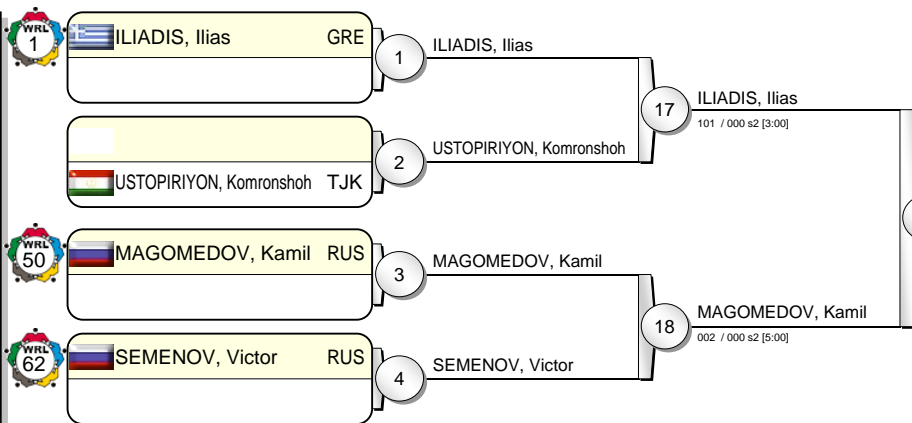 WRL
1
ILIADIS, Ilias GRE
1
ILIADIS, Ilias
17
ILIADIS, Ilias
101 / 000 s2 [3:00]
2
USTOPIRIYON, Komronshoh
USTOPIRIYON, Komronshoh TJK
WRL
50
MAGOMEDOV, Kamil RUS
3
MAGOMEDOV, Kamil
18
MAGOMEDOV, Kamil
002 / 000 s2 [5:00]
WRL
62
SEMENOV, Victor RUS
4
SEMENOV, Victor